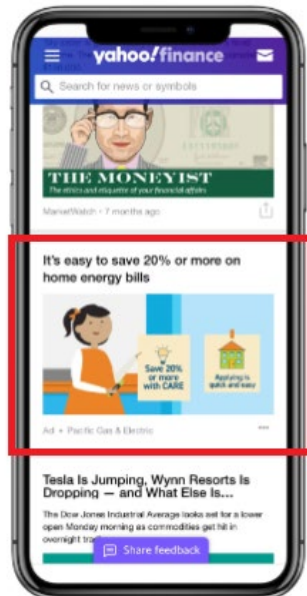 yahoo!finance
Search for news or symbols
THE MONEYIST
The ethics and etiquette of your financial affairs
MarketWatch • 7 months ago
It's easy to save 20% or more on
home energy bills
Save 20%
or more
with CARE
Applying is
quick and easy
Ad • Pacific Gas & Electric
Tesla Is Jumping, Wynn Resorts Is
Dropping — and What Else Is...
The Dow Jones Industrial Average looks set for a lower
open Monday morning as commodities get hit in
overnight
Share feedback